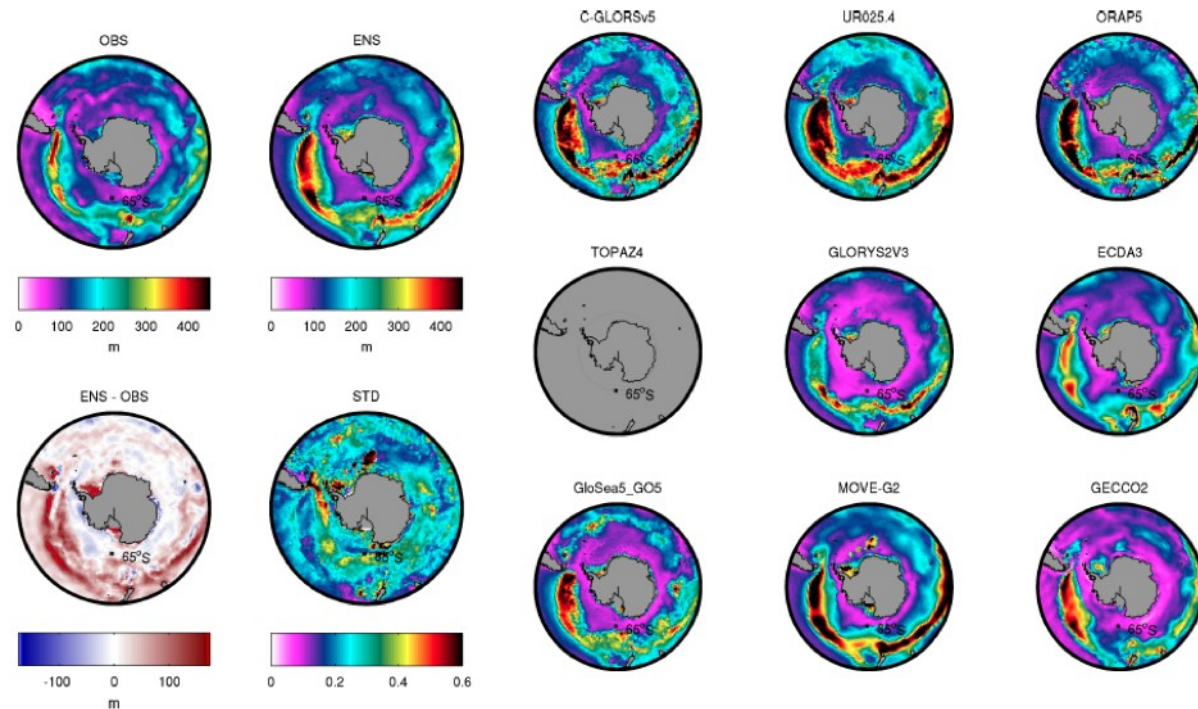 C-GLORSv5 UR025.4 ORAP5
OBS ENS
65°S 65°S 65°S
65°S 65°S
TOPAZ4 GLORYS2V3 ECDA3
0 100 200 300 400 0 100 200 300 400
m m
65°S 65°S 65°S
ENS - OBS STD
GloSea5_GO5 MOVE-G2 GECCO2
65°S 65°S
65°S 65°S 65°S
-100 0 100 0 0.2 0.4 0.6
m